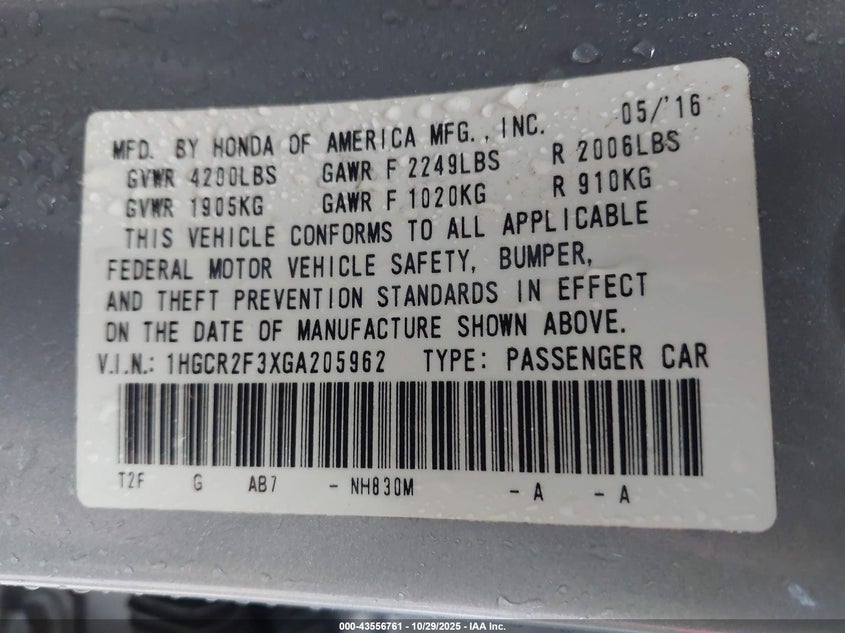 05/'16
MFD. BY HONDA OF AMERICA MFG., INC.
GVWR 4200LBS GAWR F 2249LBS R 2006LBS
GVWR 1905KG GAWR F 1020KG R 910KG
THIS VEHICLE CONFORMS TO ALL APPLICABLE
FEDERAL MOTOR VEHICLE SAFETY, BUMPER,
AND THEFT PREVENTION STANDARDS IN EFFECT
ON THE DATE OF MANUFACTURE SHOWN ABOVE.
V.I.N.: 1HGCR2F3XGA205962 TYPE: PASSENGER CAR
T2F G AB7 - NH830M - A - A
000-43556761 - 10/29/2025 - IAA Inc.